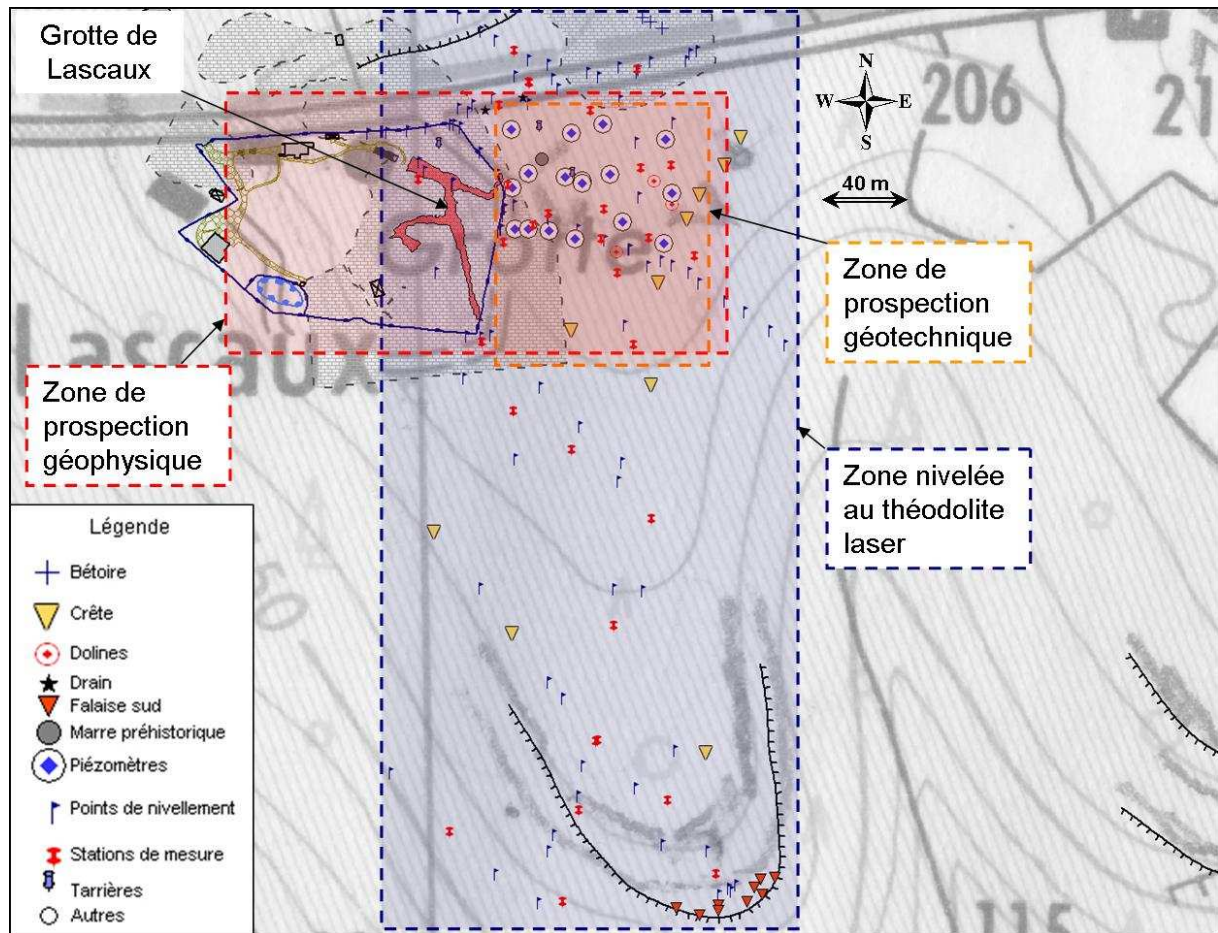 Grotte de
Lascaux
N
W
E
S
206
40 m
Grotte
Lascaux
Zone de
prospection
géotechnique
Zone de
prospection
géophysique
Zone nivelée
au théodolite
laser
Légende
Bétoire
Crête
Dolines
Drain
Falaise sud
Marre préhistorique
Piézomètres
Points de nivellement
Stations de mesure
Tarrières
Autres
115